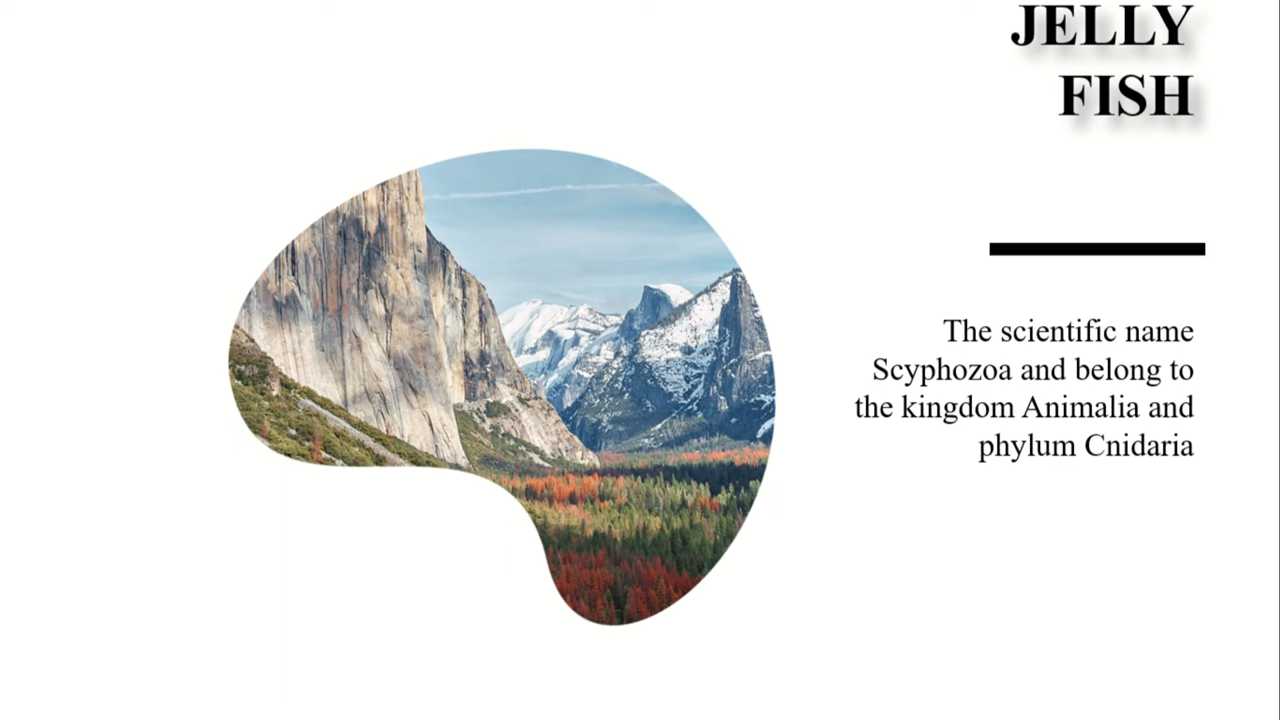 JELLY
FISH
The scientific name
Scyphozoa and belong to
the kingdom Animalia and
phylum Cnidaria